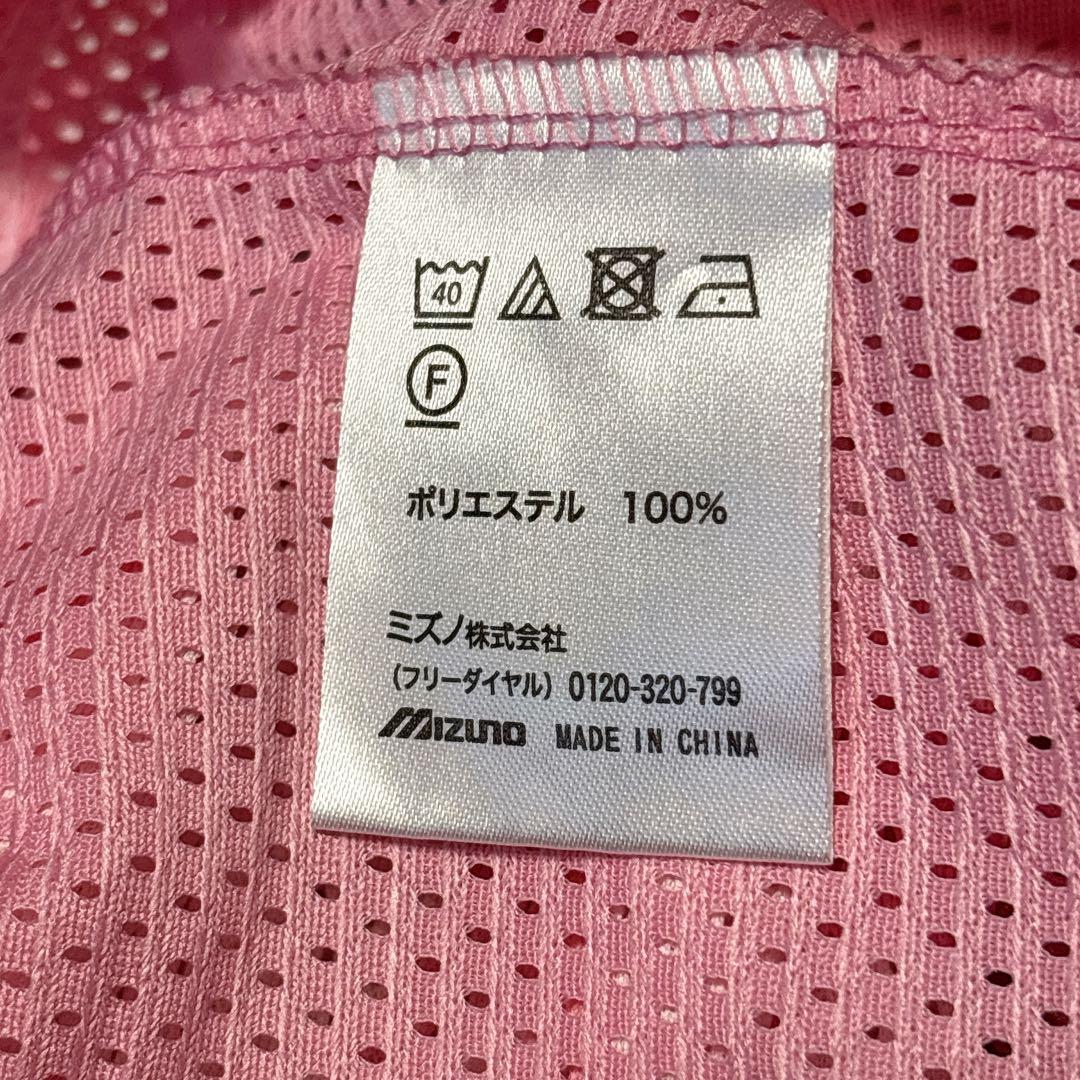 40
F
ポリエステル 100%
ミズノ株式会社
(フリーダイヤル) 0120-320-799
MIZUNO MADE IN CHINA